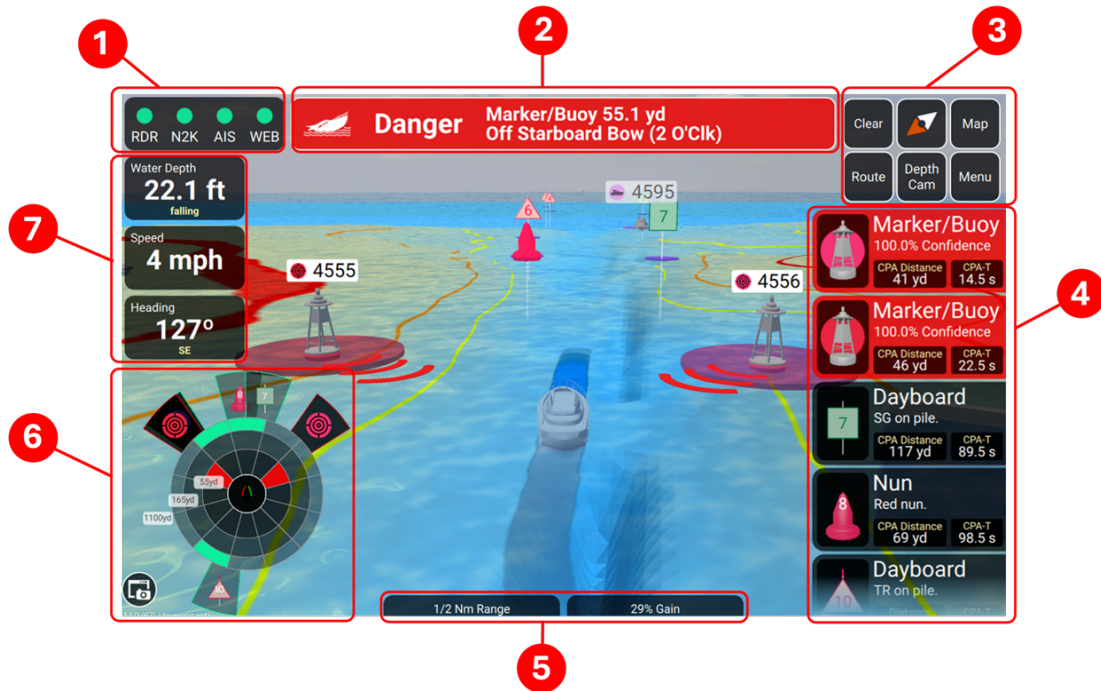 1
2
3
RDR N2K AIS WEB
Danger
Marker/Buoy 55.1 yd
Off Starboard Bow (2 O'Clk)
Clear
Map
Route
Depth
Cam
Menu
7
Water Depth
22.1 ft
falling
Speed
4 mph
Heading
127º
SE
4595
6
7
4555
4556
4
Marker/Buoy
100.0% Confidence
CPA Distance
41 yd
CPA-T
14.5 s
Marker/Buoy
100.0% Confidence
CPA Distance
46 yd
CPA-T
22.5 s
7
Dayboard
SG on pile.
CPA Distance
117 yd
CPA-T
89.5 s
8
Nun
Red nun.
CPA Distance
69 yd
CPA-T
98.5 s
10
Dayboard
TR on pile.
Distance
CPA-T
6
8
7
55yd
165yd
1100yd
10
1/2 Nm Range
29% Gain
5